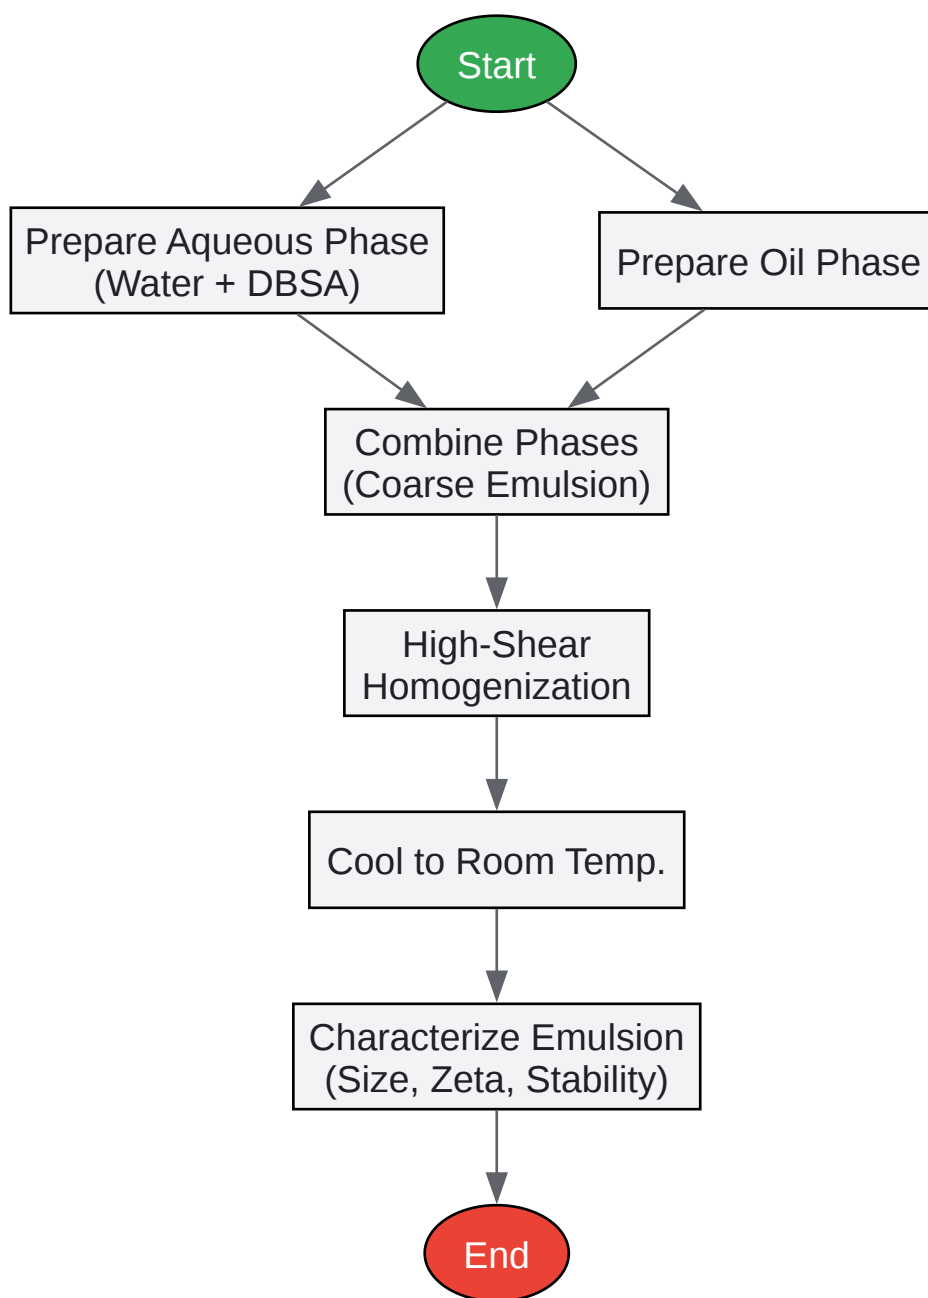 Start
Prepare Aqueous Phase
(Water + DBSA)
Prepare Oil Phase
Combine Phases
(Coarse Emulsion)
High-Shear
Homogenization
Cool to Room Temp.
Characterize Emulsion
(Size, Zeta, Stability)
End